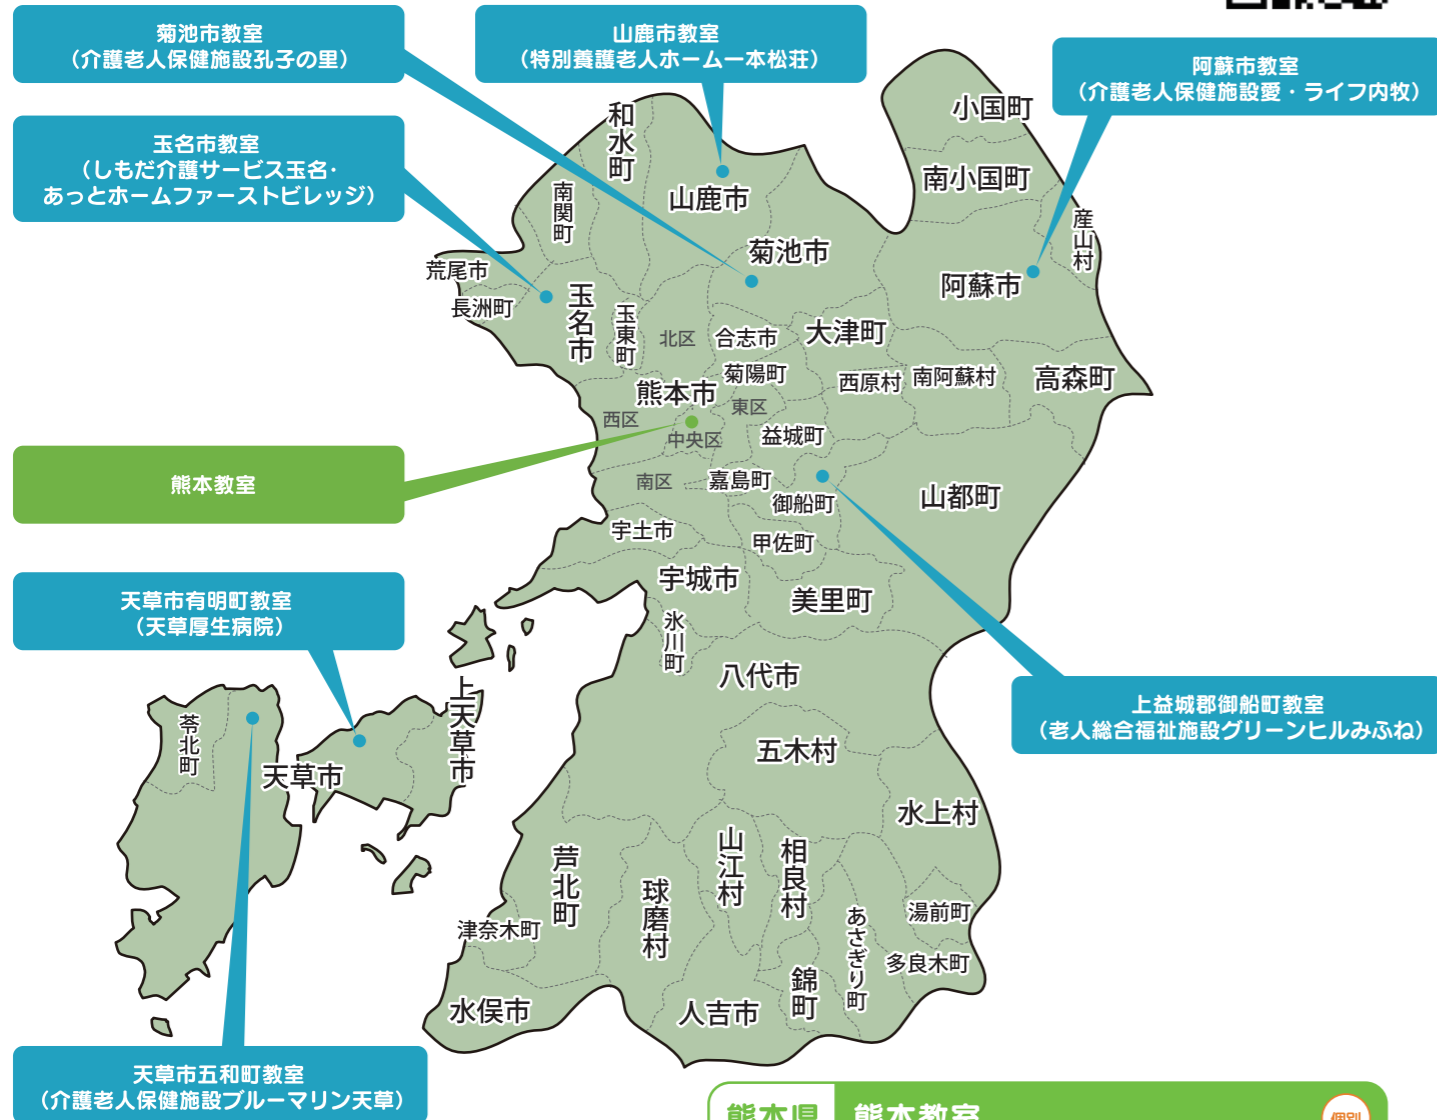 菊池市教室
（介護老人保健施設孔子の里）
山鹿市教室
（特別養護老人ホーム一本松荘）
阿蘇市教室
（介護老人保健施設愛・ライフ内牧）
玉名市教室
（しもだ介護サービス玉名・
あっとホームファーストビレッジ）
熊本教室
天草市有明町教室
（天草厚生病院）
上益城郡御船町教室
（老人総合福祉施設グリーンヒルみふね）
天草市五和町教室
（介護老人保健施設ブルーマリン天草）
小国町
和水町
南小国町
山鹿市
南関町
産山村
菊池市
荒尾市
阿蘇市
長洲町
玉名市
玉東町
北区
合志市
大津町
菊陽町
西原村
南阿蘇村
高森町
熊本市
東区
西区
中央区
益城町
南区
嘉島町
御船町
山都町
宇土市
甲佐町
宇城市
美里町
氷川町
八代市
上天草市
苓北町
天草市
五木村
水上村
山江村
相良村
芦北町
球磨村
あさぎり町
湯前町
津奈木町
多良木町
錦町
水俣市
人吉市
熊本県
熊本教室
個別